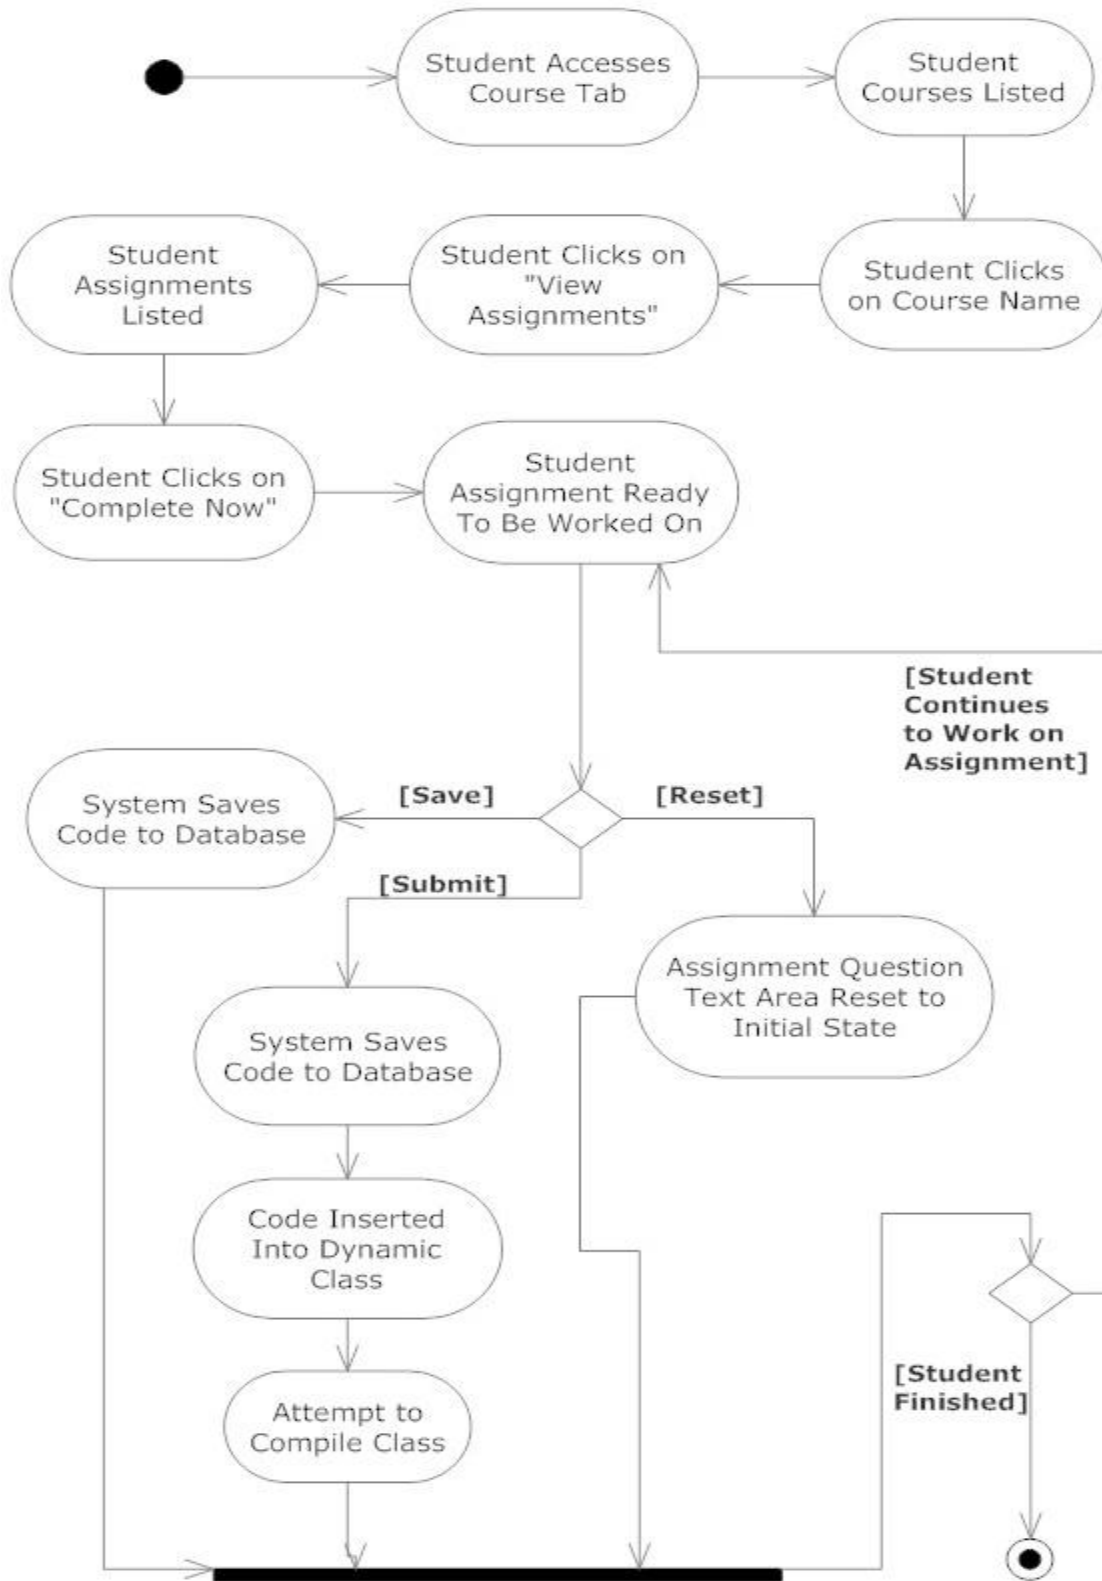 Student Accesses
Course Tab
Student
Courses Listed
Student
Assignments
Listed
Student Clicks on
"View
Assignments"
Student Clicks
on Course Name
Student Clicks on
"Complete Now"
Student
Assignment Ready
To Be Worked On
[Student
Continues
to Work on
Assignment]
System Saves
Code to Database
[Save]
[Reset]
[Submit]
Assignment Question
Text Area Reset to
Initial State
System Saves
Code to Database
Code Inserted
Into Dynamic
Class
Attempt to
Compile Class
[Student
Finished]